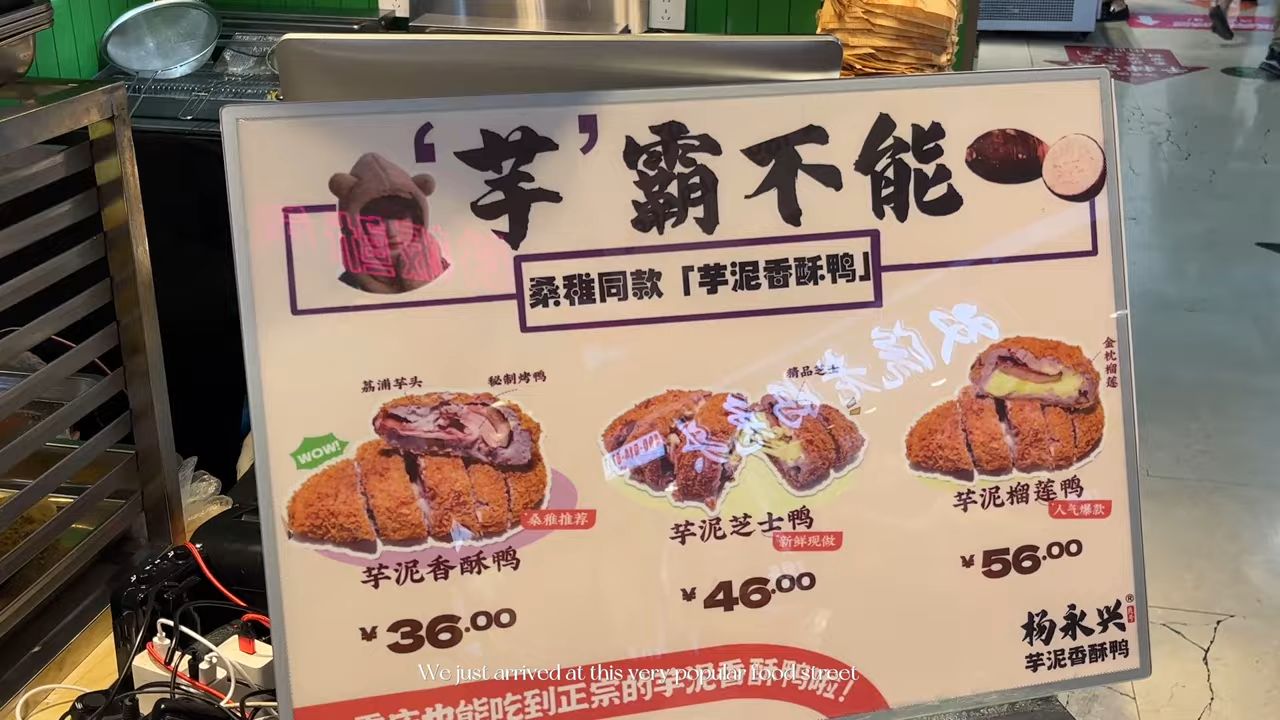 ‘芋’霸不能
桑稚同款「芋泥香酥鸭」
荔浦芋头
秘制烤鸭
WOW!
桑稚推荐
芋泥香酥鸭
¥36.00
精品芝士
芋泥芝士鸭
新鲜现做
¥46.00
金枕榴莲
芋泥榴莲鸭
人气爆款
¥56.00
杨永兴®
芋泥香酥鸭
也能吃到正宗的芋泥香酥鸭啦！
We just arrived at this very popular food street